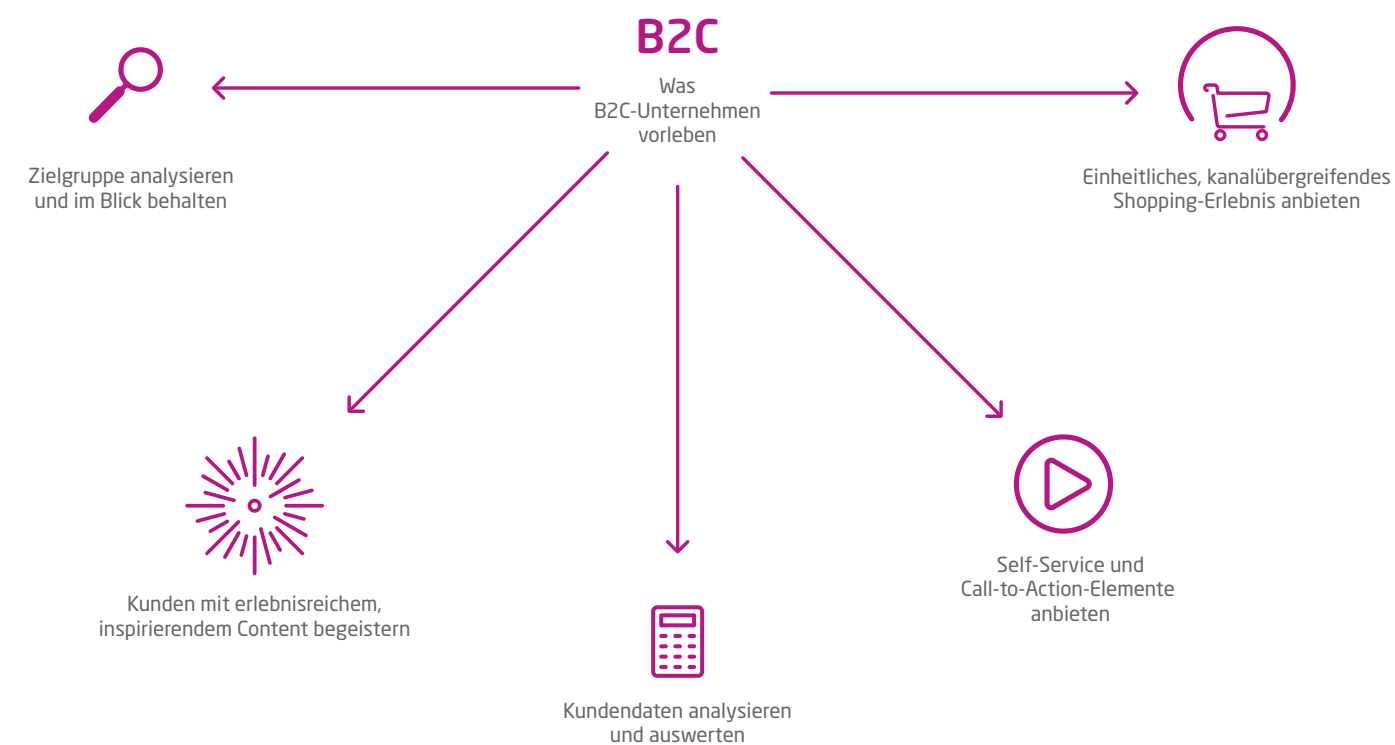 B2C
Was
B2C-Unternehmen
vorleben
Zielgruppe analysieren
und im Blick behalten
Einheitliches, kanalübergreifendes
Shopping-Erlebnis anbieten
Kunden mit erlebnisreichem,
inspirierendem Content begeistern
Self-Service und
Call-to-Action-Elemente
anbieten
Kundendaten analysieren
und auswerten